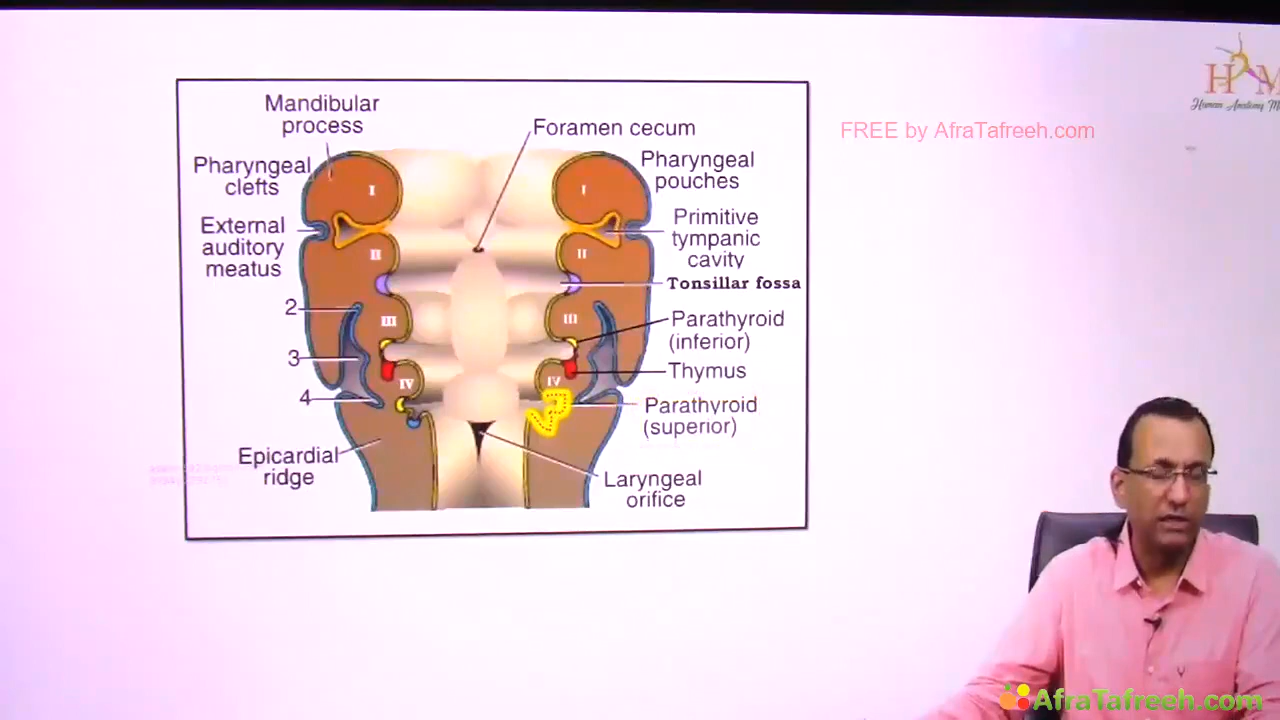 Mandibular
process
Foramen cecum
Pharyngeal
clefts
Pharyngeal
pouches
External
auditory
meatus
Primitive
tympanic
cavity
Tonsillar fossa
Parathyroid
(inferior)
Thymus
Parathyroid
(superior)
Epicardial
ridge
Laryngeal
orifice
I
I
II
II
III
III
IV
IV
2
3
4
FREE by AfraTafreeh.com
Human Anatomy
AfraTafreeh.com